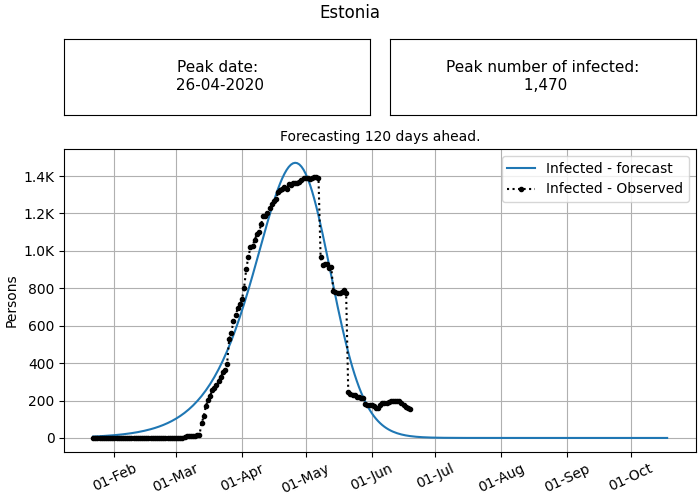 Estonia
Peak date:
26-04-2020
Peak number of infected:
1,470
Forecasting 120 days ahead.
Infected - forecast
Infected - Observed
1.4K
1.2K
1.0K
800
600
400
200
0
Persons
01-Feb
01-Mar
01-Apr
01-May
01-Jun
01-Jul
01-Aug
01-Sep
01-Oct